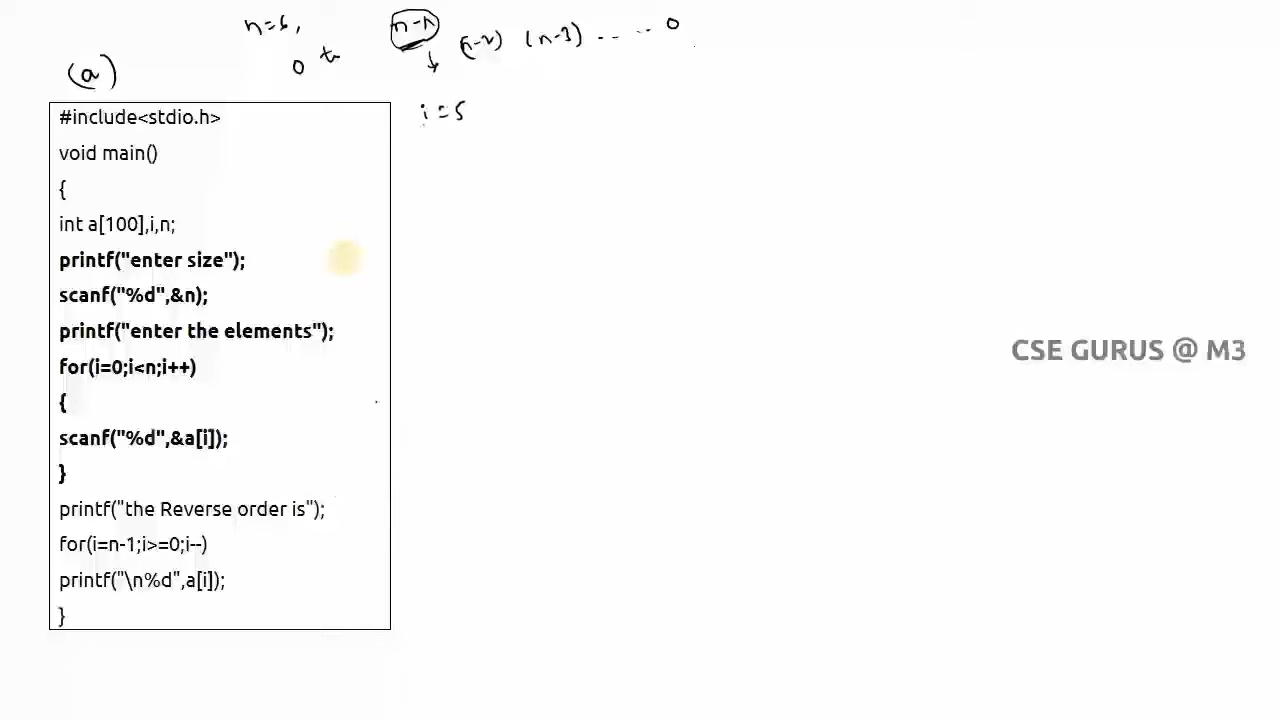 n=6,
0 to n-1 (n-2) (n-3) ----- 0
(a)
i=5
#include<stdio.h>
void main()
{
int a[100],i,n;
printf("enter size");
scanf("%d",&n);
printf("enter the elements");
for(i=0;i<n;i++)
{
scanf("%d",&a[i]);
}
printf("the Reverse order is");
for(i=n-1;i>=0;i--)
printf("\n%d",a[i]);
}
CSE GURUS @ M3